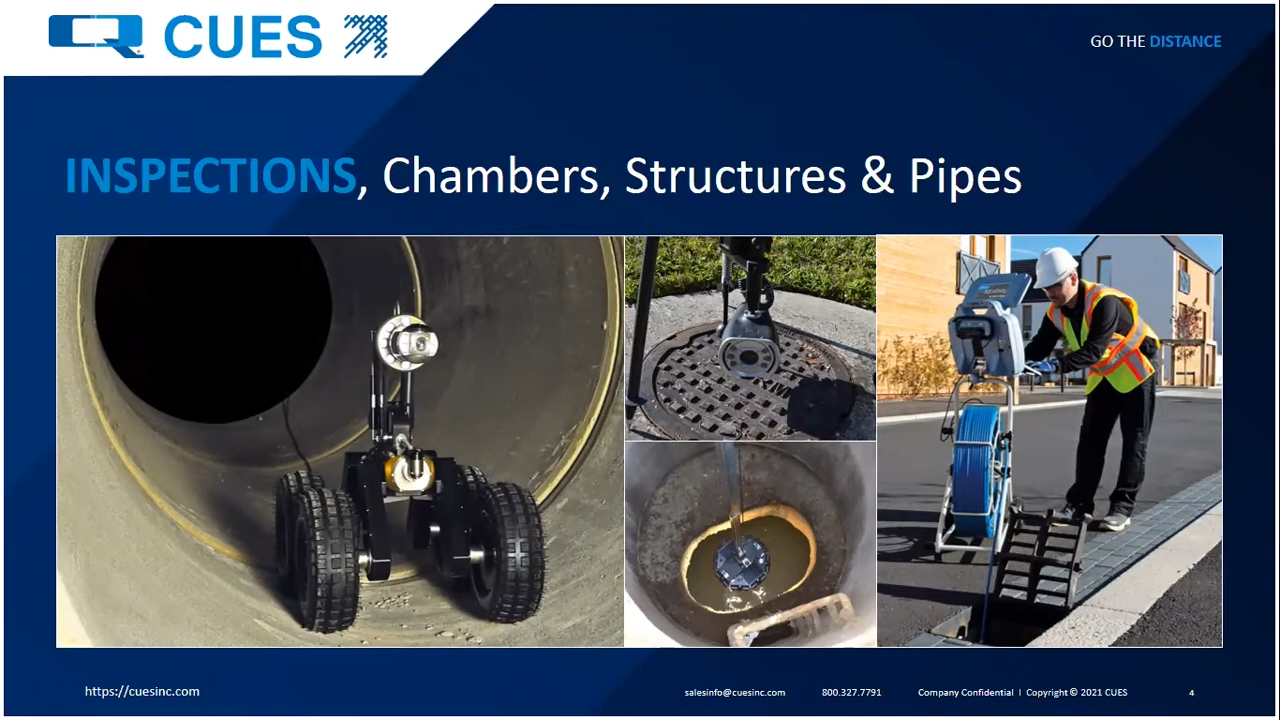 CUES
GO THE DISTANCE
INSPECTIONS, Chambers, Structures & Pipes
https://cuesinc.com
salesinfo@cuesinc.com
800.327.7791
Company Confidential I Copyright © 2021 CUES
4